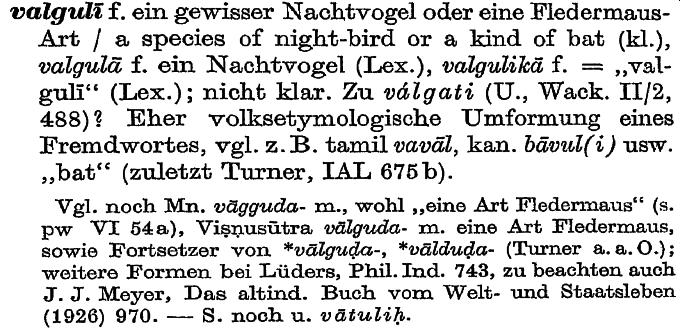 valgulī f. ein gewisser Nachtvogel oder eine Fledermaus-
Art / a species of night-bird or a kind of bat (kl.),
valgulā f. ein Nachtvogel (Lex.), valgulikā f. = „val-
gulī“ (Lex.); nicht klar. Zu válgati (U., Wack. II/2,
488)? Eher volksetymologische Umformung eines
Fremdwortes, vgl. z. B. tamil vavāl, kan. bāvul(i) usw.
„bat“ (zuletzt Turner, IAL 675b).
Vgl. noch Mn. vāgguda- m., wohl „eine Art Fledermaus“ (s.
pw VI 54a), Viṣṇusūtra vālguda- m. eine Art Fledermaus,
sowie Fortsetzer von *vālguḍa-, *vālduḍa- (Turner a. a. O.);
weitere Formen bei Lüders, Phil. Ind. 743, zu beachten auch
J. J. Meyer, Das altind. Buch vom Welt- und Staatsleben
(1926) 970. — S. noch u. vātuliḥ.